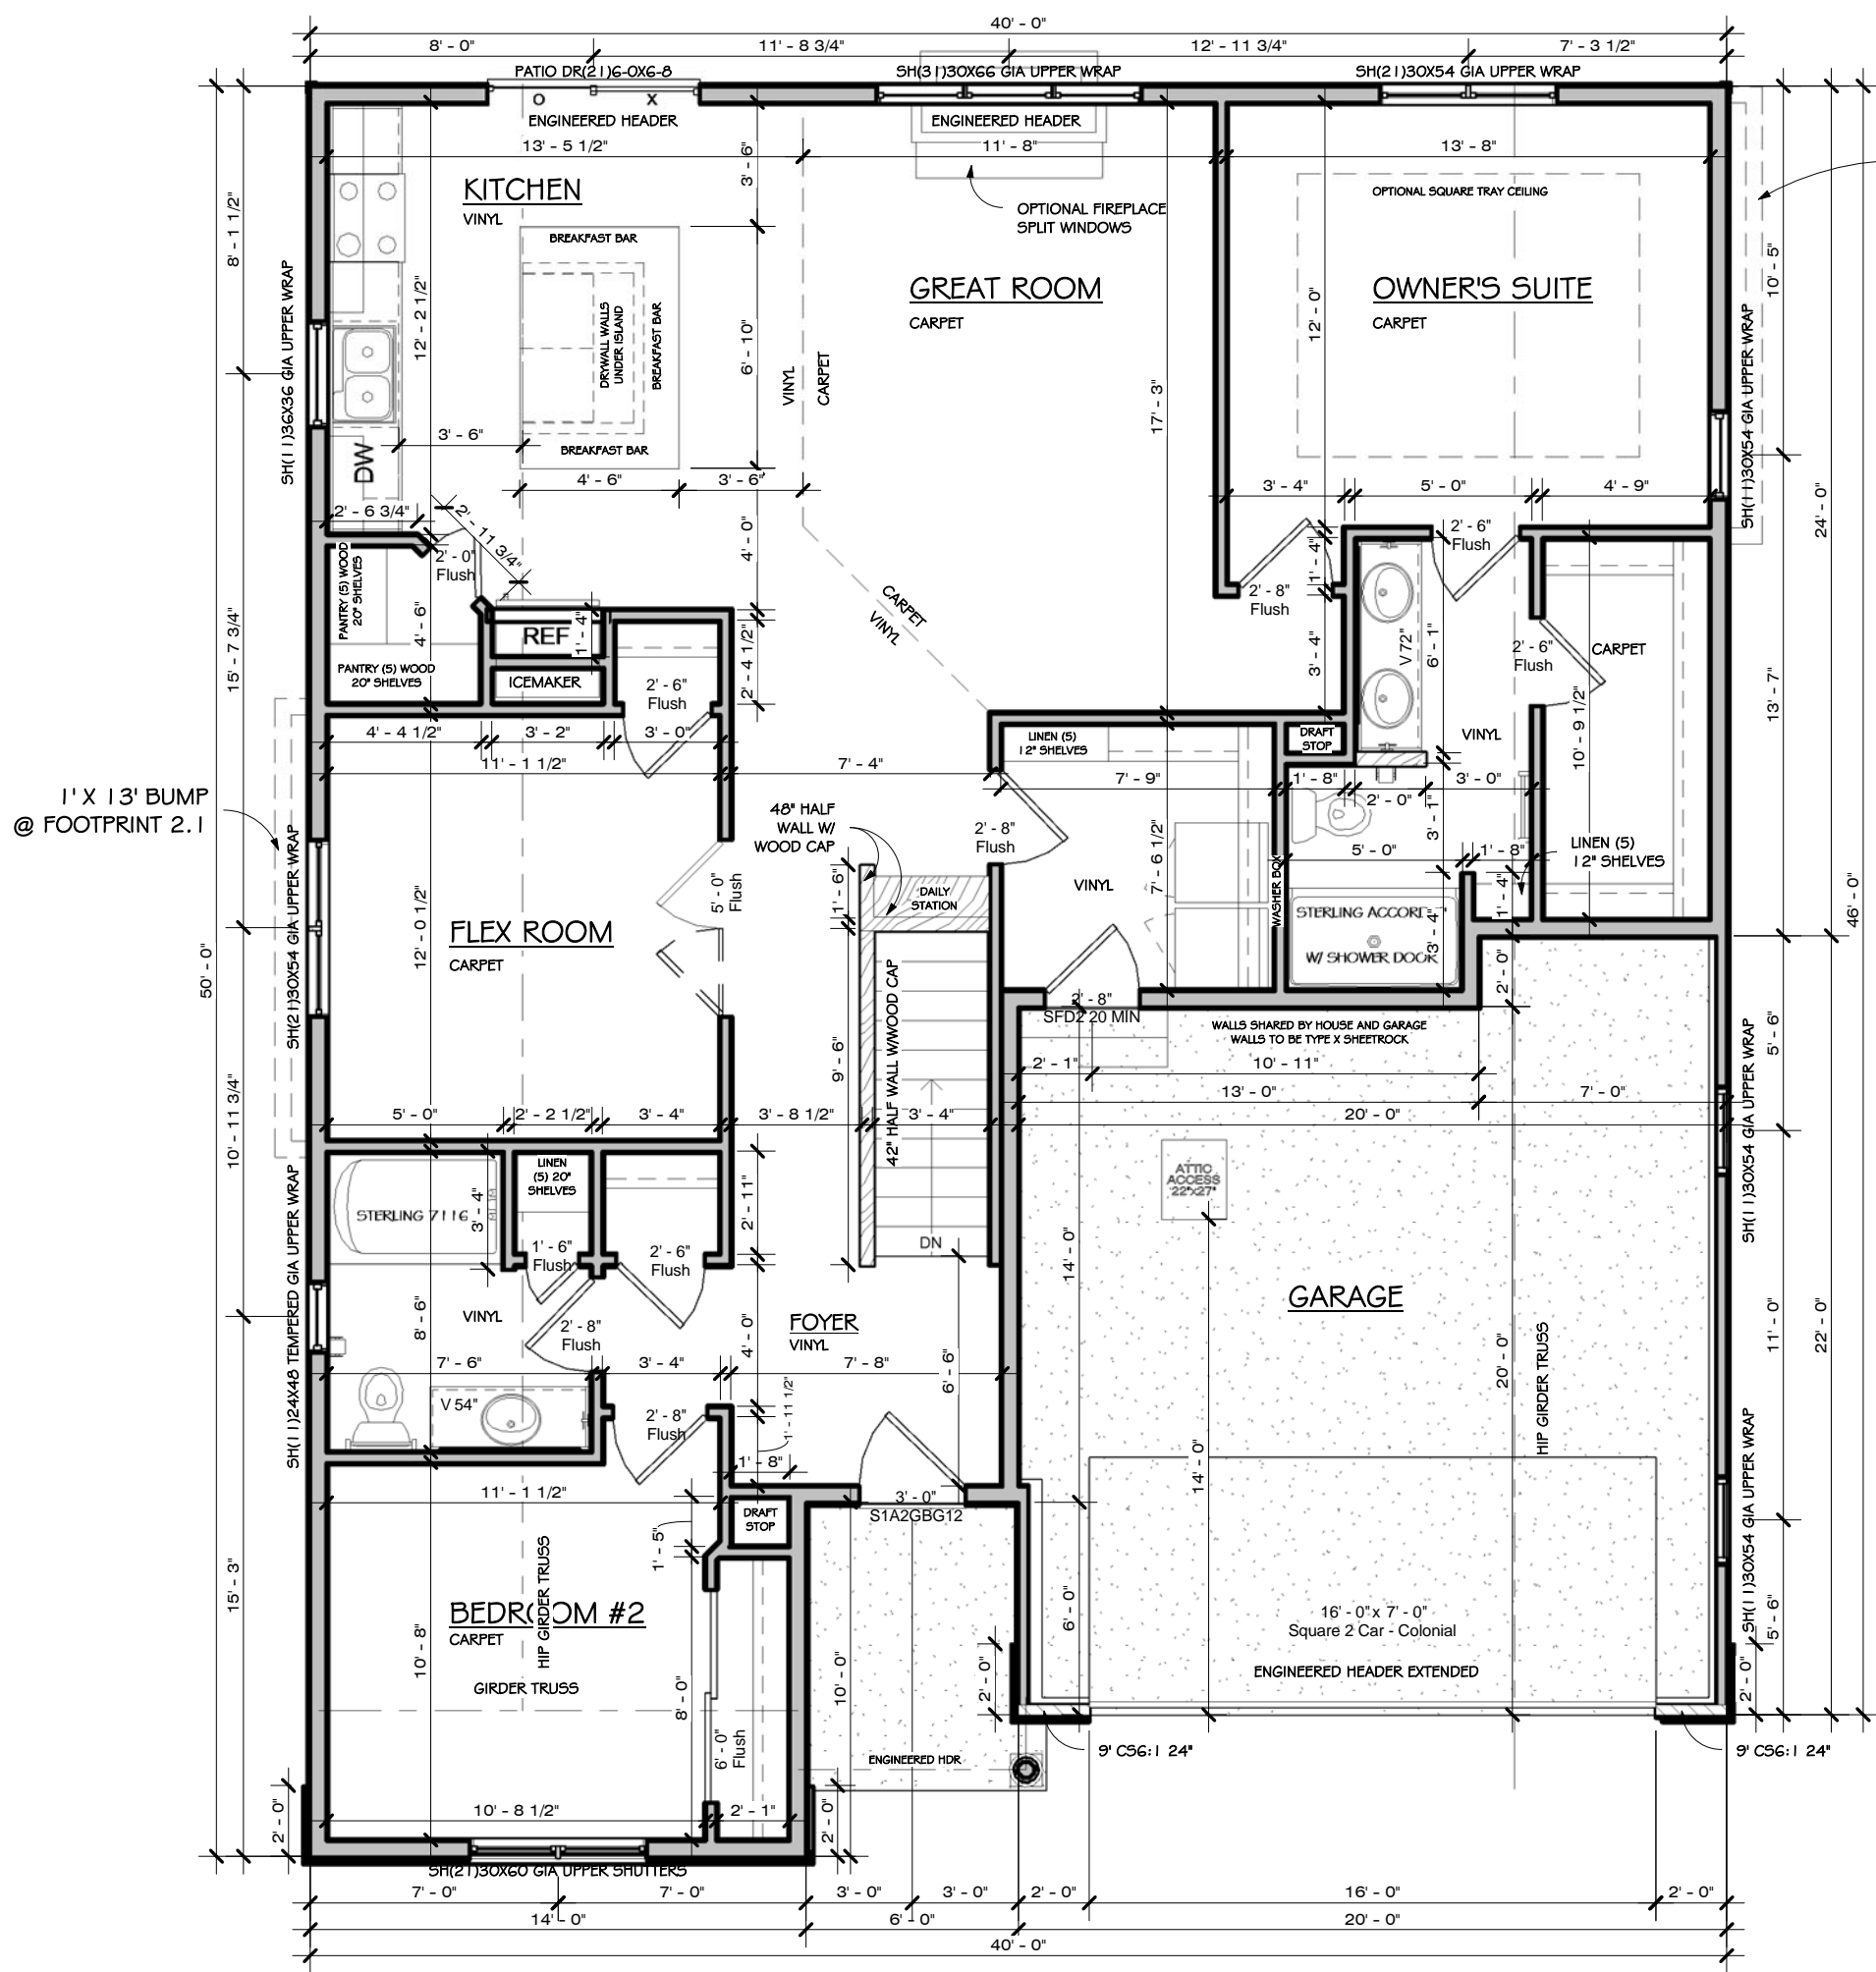 40' - 0"
8' - 0"
11' - 8 3/4"
12' - 11 3/4"
7' - 3 1/2"
PATIO DR(21)6-0X6-8
SH(31)30X66 GIA UPPER WRAP
SH(21)30X54 GIA UPPER WRAP
O
X
ENGINEERED HEADER
ENGINEERED HEADER
13' - 5 1/2"
11' - 8"
13' - 8"
3' - 6"
KITCHEN
VINYL
OPTIONAL SQUARE TRAY CEILING
OPTIONAL FIREPLACE
SPLIT WINDOWS
8' - 1 1/2"
BREAKFAST BAR
GREAT ROOM
CARPET
OWNER'S SUITE
CARPET
10' - 5"
SH(11)36X36 GIA UPPER WRAP
12' - 2 1/2"
DRYWALL WALLS
UNDER ISLAND
BREAKFAST BAR
6' - 10"
VINYL
CARPET
12' - 0"
17' - 3"
SH(11)30X54 GIA UPPER WRAP
24' - 0"
DW
3' - 6"
BREAKFAST BAR
4' - 6"
3' - 6"
3' - 4"
5' - 0"
4' - 9"
2' - 6 3/4"
2' - 11 3/4"
2' - 0"
Flush
4' - 0"
1' - 4"
2' - 6"
Flush
PANTRY (5) WOOD
20" SHELVES
4' - 6"
REF
1' - 4"
CARPET
VINYL
2' - 8"
Flush
V 72"
6' - 1"
2' - 6"
Flush
CARPET
15' - 7 3/4"
PANTRY (5) WOOD
20" SHELVES
ICEMAKER
2' - 6"
Flush
2' - 4 1/2"
3' - 4"
10' - 9 1/2"
13' - 7"
4' - 4 1/2"
3' - 2"
3' - 0"
LINEN (5)
12" SHELVES
DRAFT
STOP
VINYL
11' - 1 1/2"
7' - 4"
7' - 9"
1' - 8"
2' - 0"
3' - 0"
1' X 13' BUMP
@ FOOTPRINT 2.1
48" HALF
WALL W/
WOOD CAP
2' - 8"
Flush
3' - 1"
LINEN (5)
12" SHELVES
5' - 0"
1' - 8"
7' - 6 1/2"
SH(21)30X54 GIA UPPER WRAP
5' - 0"
Flush
1' - 6"
DAILY
STATION
VINYL
WASHER BOX
1' - 4"
STERLING ACCORD
3' - 4"
W/ SHOWER DOOR
46' - 0"
FLEX ROOM
CARPET
12' - 0 1/2"
50' - 0"
42" HALF WALL W/WOOD CAP
9' - 6"
2' - 0"
2' - 8"
SFD2 20 MIN
WALLS SHARED BY HOUSE AND GARAGE
WALLS TO BE TYPE X SHEETROCK
5' - 6"
2' - 1"
10' - 11"
13' - 0"
7' - 0"
10' - 11 3/4"
5' - 0"
2' - 2 1/2"
3' - 4"
3' - 8 1/2"
3' - 4"
20' - 0"
SH(11)30X54 GIA UPPER WRAP
LINEN
(5) 20"
SHELVES
ATTIC
ACCESS
22"x27"
STERLING 7116
3' - 4"
2' - 11"
SH(11)24X48 TEMPERED GIA UPPER WRAP
1' - 6"
Flush
2' - 6"
Flush
DN
14' - 0"
GARAGE
VINYL
8' - 6"
2' - 8"
Flush
4' - 0"
FOYER
VINYL
11' - 0"
22' - 0"
7' - 6"
3' - 4"
7' - 8"
6' - 6"
20' - 0"
HIP GIRDER TRUSS
V 54"
2' - 8"
Flush
1' - 11 1/2"
1' - 8"
14' - 0"
SH(11)30X54 GIA UPPER WRAP
11' - 1 1/2"
3' - 0"
S1A2GBG12
DRAFT
STOP
1' - 5"
15' - 3"
HIP GIRDER TRUSS
BEDROOM #2
CARPET
10' - 8"
GIRDER TRUSS
8' - 0"
6' - 0"
16' - 0" x 7' - 0"
Square 2 Car - Colonial
ENGINEERED HEADER EXTENDED
5' - 6"
2' - 0"
2' - 0"
10' - 0"
6' - 0"
Flush
ENGINEERED HDR
9' CS6:1 24"
9' CS6:1 24"
10' - 8 1/2"
2' - 1"
2' - 0"
2' - 0"
SH(21)30X60 GIA UPPER SHUTTERS
7' - 0"
7' - 0"
3' - 0"
3' - 0"
2' - 0"
16' - 0"
2' - 0"
14' - 0"
6' - 0"
20' - 0"
40' - 0"